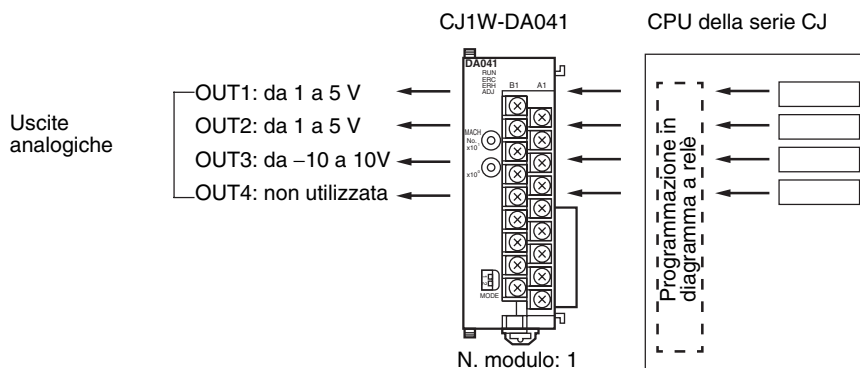 CJ1W-DA041 CPU della serie CJ
DA041
RUN
ERC
ERH
ADJ
B1 A1
MACH
No.
x10¹
x10⁰
MODE
Uscite
analogiche
OUT1: da 1 a 5 V
OUT2: da 1 a 5 V
OUT3: da –10 a 10V
OUT4: non utilizzata
Programmazione in
diagramma a relè
N. modulo: 1